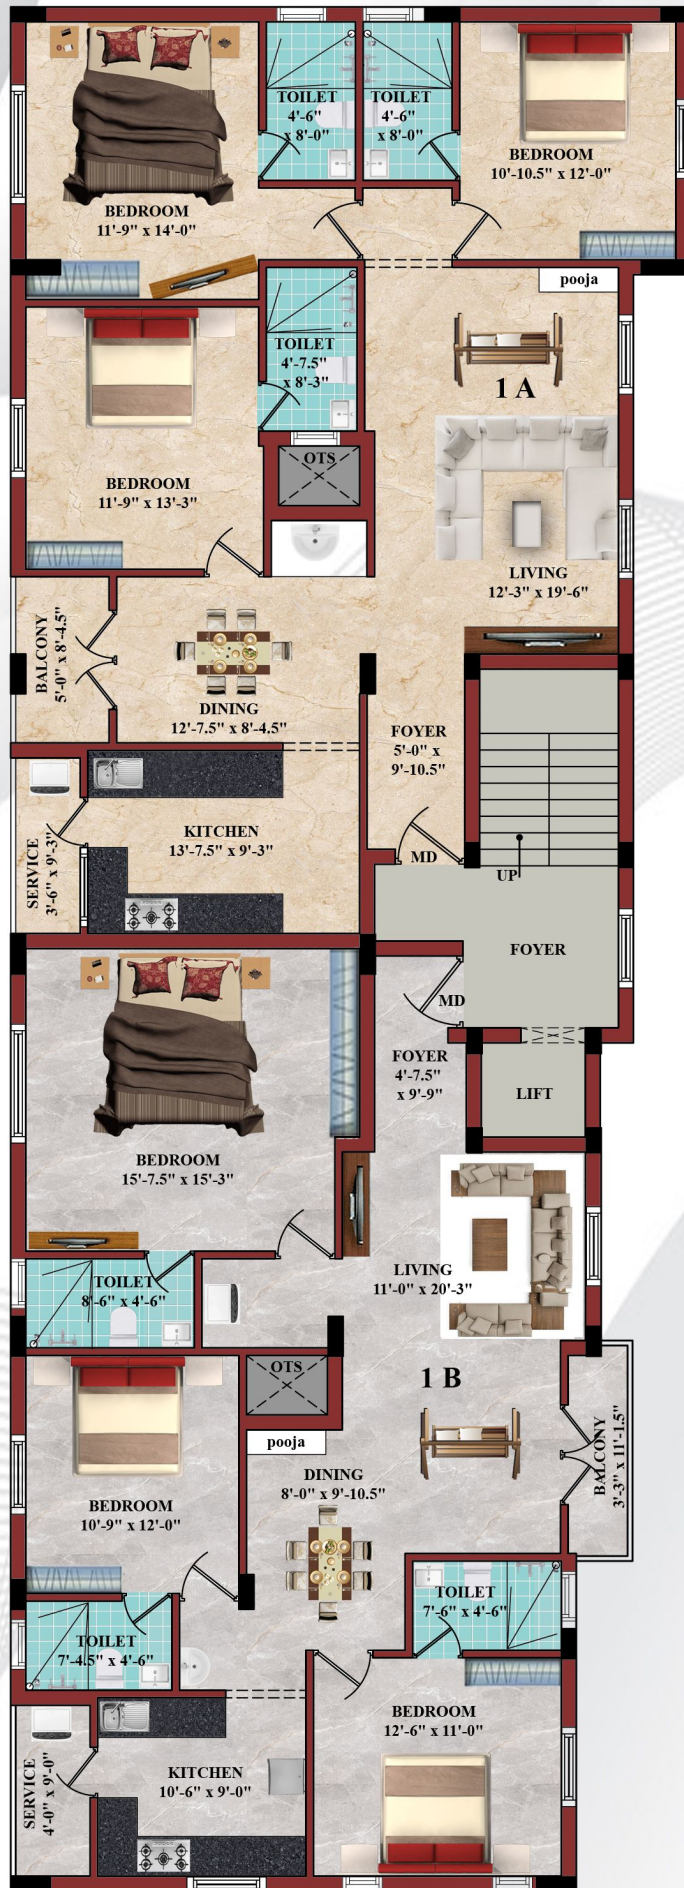 TOILET
4'-6"
x 8'-0"
TOILET
4'-6"
x 8'-0"
BEDROOM
10'-10.5" x 12'-0"
BEDROOM
11'-9" x 14'-0"
pooja
TOILET
4'-7.5"
x 8'-3"
1 A
OTS
BEDROOM
11'-9" x 13'-3"
LIVING
12'-3" x 19'-6"
BALCONY
5'-0" x 8'-4.5"
DINING
12'-7.5" x 8'-4.5"
FOYER
5'-0" x
9'-10.5"
KITCHEN
13'-7.5" x 9'-3"
SERVICE
3'-6" x 9'-3"
MD
UP
FOYER
MD
FOYER
4'-7.5"
x 9'-9"
LIFT
BEDROOM
15'-7.5" x 15'-3"
LIVING
11'-0" x 20'-3"
TOILET
8'-6" x 4'-6"
OTS
1 B
pooja
BALCONY
3'-3" x 11'-1.5"
DINING
8'-0" x 9'-10.5"
BEDROOM
10'-9" x 12'-0"
TOILET
7'-6" x 4'-6"
TOILET
7'-4.5" x 4'-6"
BEDROOM
12'-6" x 11'-0"
SERVICE
4'-0" x 9'-0"
KITCHEN
10'-6" x 9'-0"